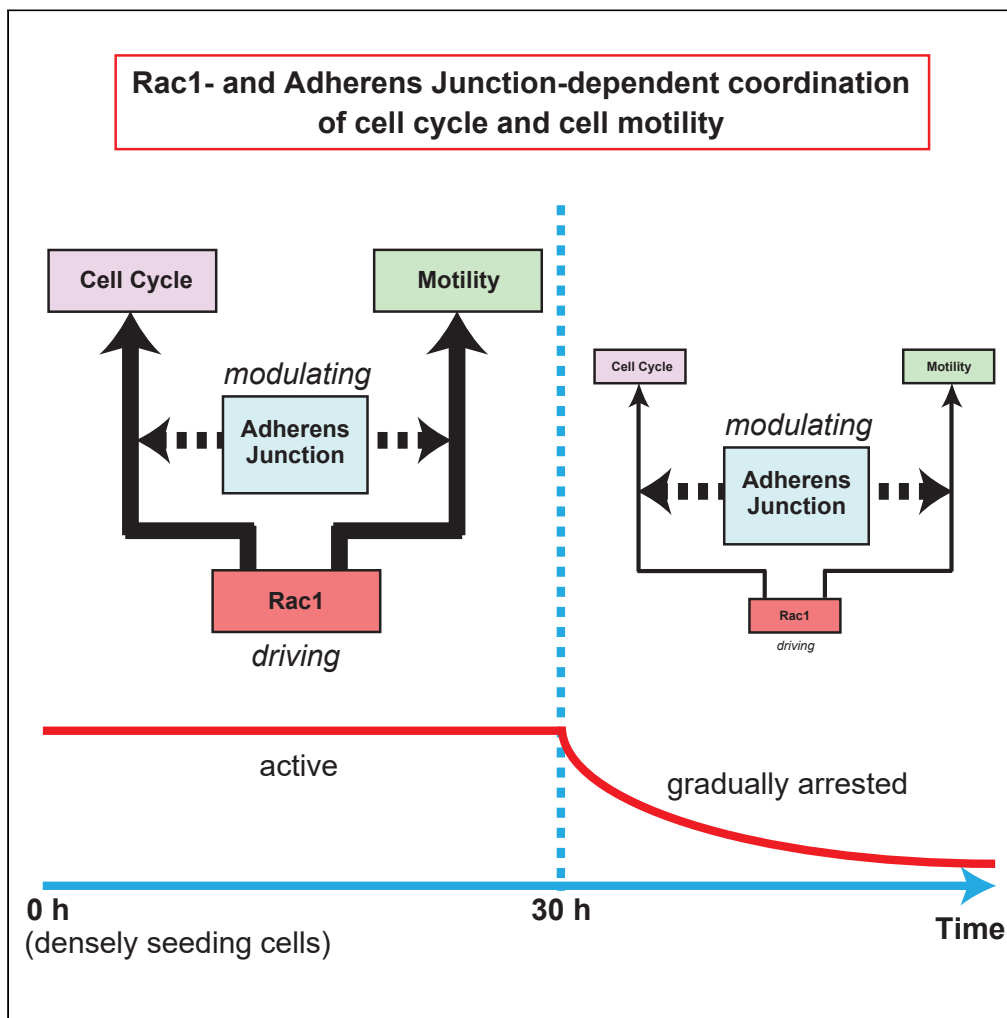 Rac1- and Adherens Junction-dependent coordination
of cell cycle and cell motility
Cell Cycle
Motility
modulating
Adherens
Junction
Rac1
driving
Cell Cycle
Motility
modulating
Adherens
Junction
Rac1
driving
active
gradually arrested
0 h
(densely seeding cells)
30 h
Time